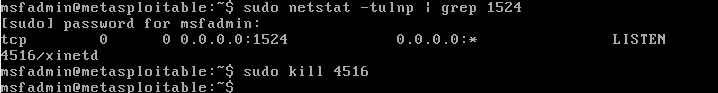 msfadmin@metasploitable:~$ sudo netstat -tulnp | grep 1524
[sudo] password for msfadmin:
tcp        0      0 0.0.0.0:1524            0.0.0.0:*               LISTEN
4516/xinetd
msfadmin@metasploitable:~$ sudo kill 4516
msfadmin@metasploitable:~$